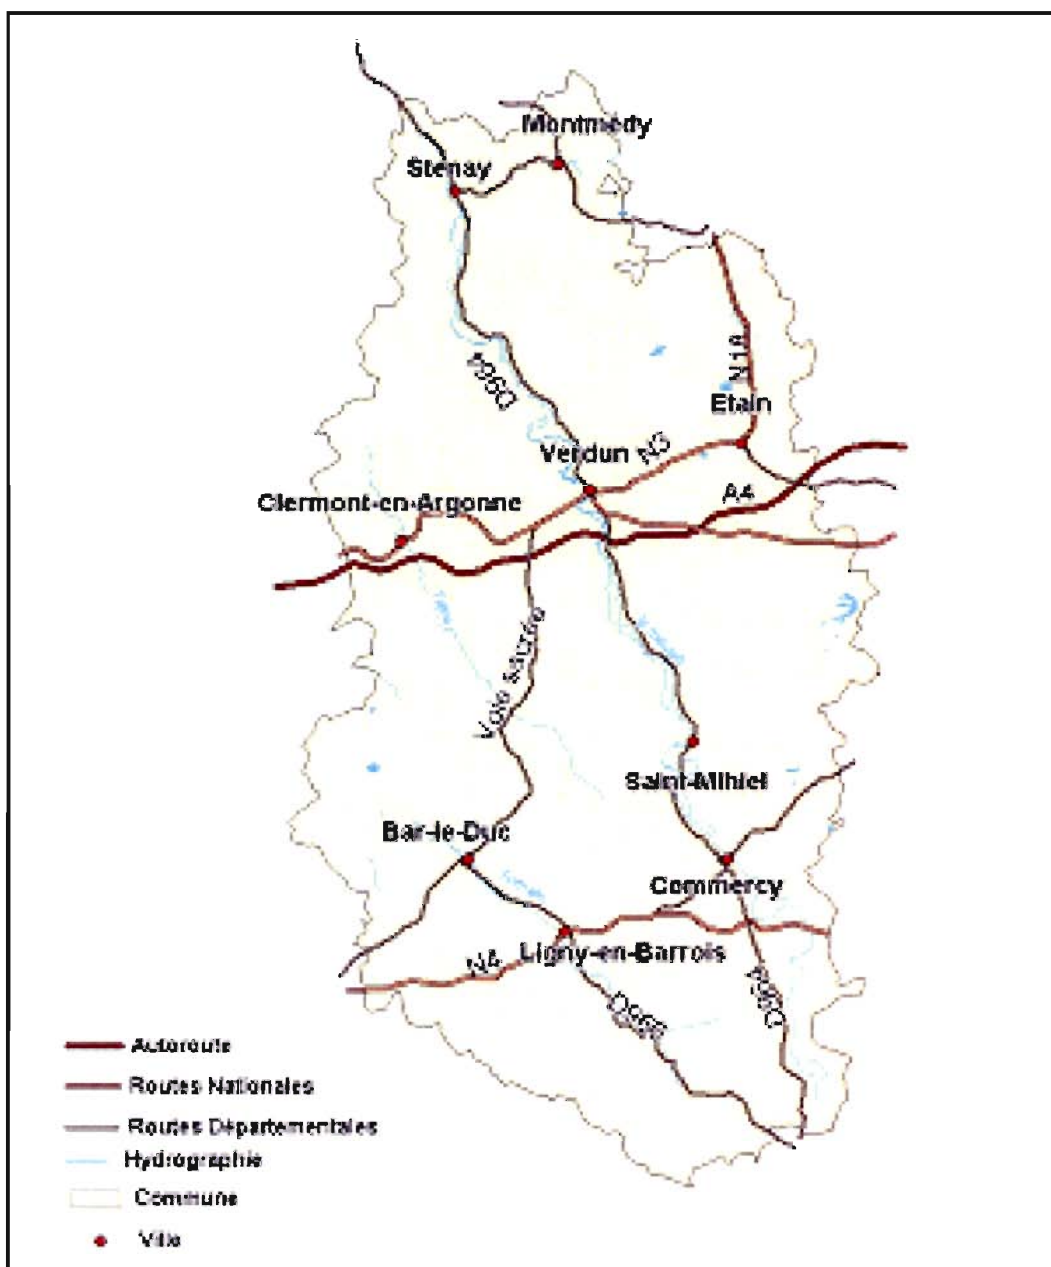 Montmédy
Stenay
N18
D964
Etain
Verdun
N3
Clermont-en-Argonne
A4
Voie Sacrée
Saint-Mihiel
Bar-le-Duc
Commercy
Ligny-en-Barrois
N4
D966
D964
Autoroute
Routes Nationales
Routes Départementales
Hydrographie
Commune
Ville